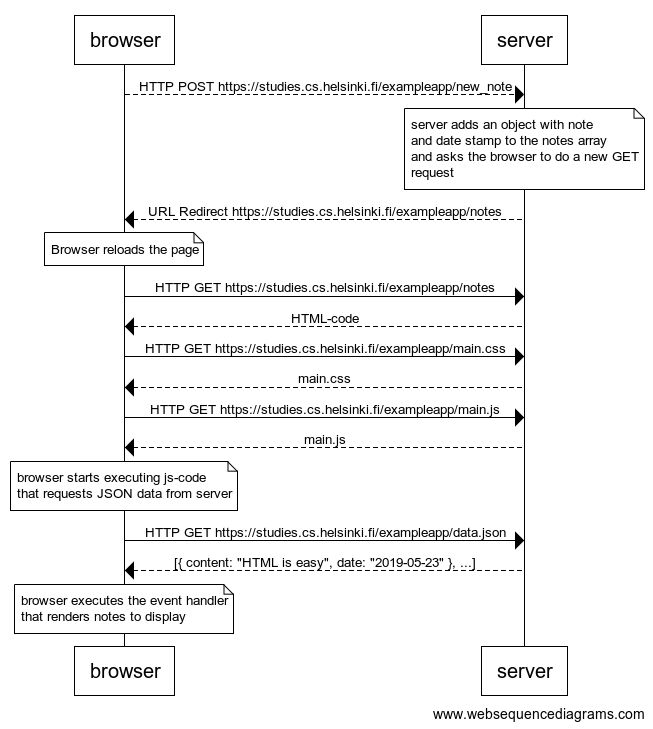 browser
server
HTTP POST https://studies.cs.helsinki.fi/exampleapp/new_note
server adds an object with note
and date stamp to the notes array
and asks the browser to do a new GET
request
URL Redirect https://studies.cs.helsinki.fi/exampleapp/notes
Browser reloads the page
HTTP GET https://studies.cs.helsinki.fi/exampleapp/notes
HTML-code
HTTP GET https://studies.cs.helsinki.fi/exampleapp/main.css
main.css
HTTP GET https://studies.cs.helsinki.fi/exampleapp/main.js
main.js
browser starts executing js-code
that requests JSON data from server
HTTP GET https://studies.cs.helsinki.fi/exampleapp/data.json
[{ content: "HTML is easy", date: "2019-05-23" }, ...]
browser executes the event handler
that renders notes to display
browser
server
www.websequencediagrams.com